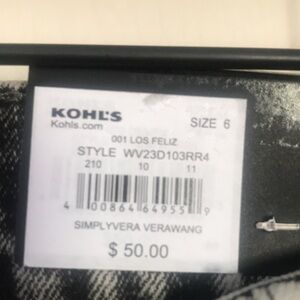 KOHL'S
Kohls.com
SIZE 6
001 LOS FELIZ
STYLE WV23D103RR4
210 10 11
4 00864 64955 9
SIMPLYVERA VERAWANG
$ 50.00